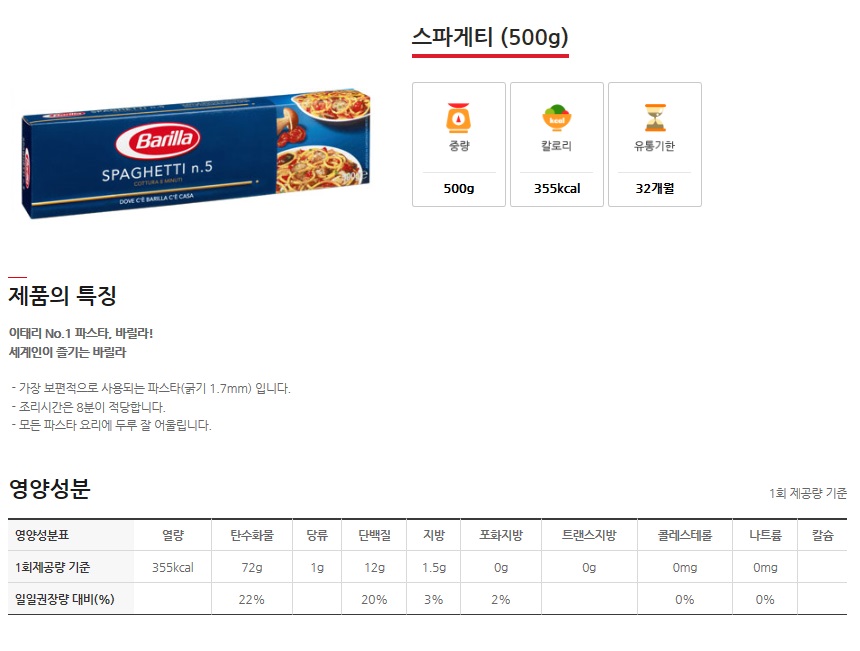 스파게티 (500g)
Barilla
SPAGHETTI n.5
COTTURA 8 MINUTI
DOVE C'È BARILLA C'È CASA
중량
500g
kcal
칼로리
355kcal
유통기한
32개월
제품의 특징
이태리 No.1 파스타, 바릴라!
세계인이 즐기는 바릴라
- 가장 보편적으로 사용되는 파스타(굵기 1.7mm) 입니다.
- 조리시간은 8분이 적당합니다.
- 모든 파스타 요리에 두루 잘 어울립니다.
영양성분
1회 제공량 기준
영양성분표 열량 탄수화물 당류 단백질 지방 포화지방 트랜스지방 콜레스테롤 나트륨 칼슘
1회제공량 기준 355kcal 72g 1g 12g 1.5g 0g 0g 0mg 0mg
일일권장량 대비(%) 22% 20% 3% 2% 0% 0%